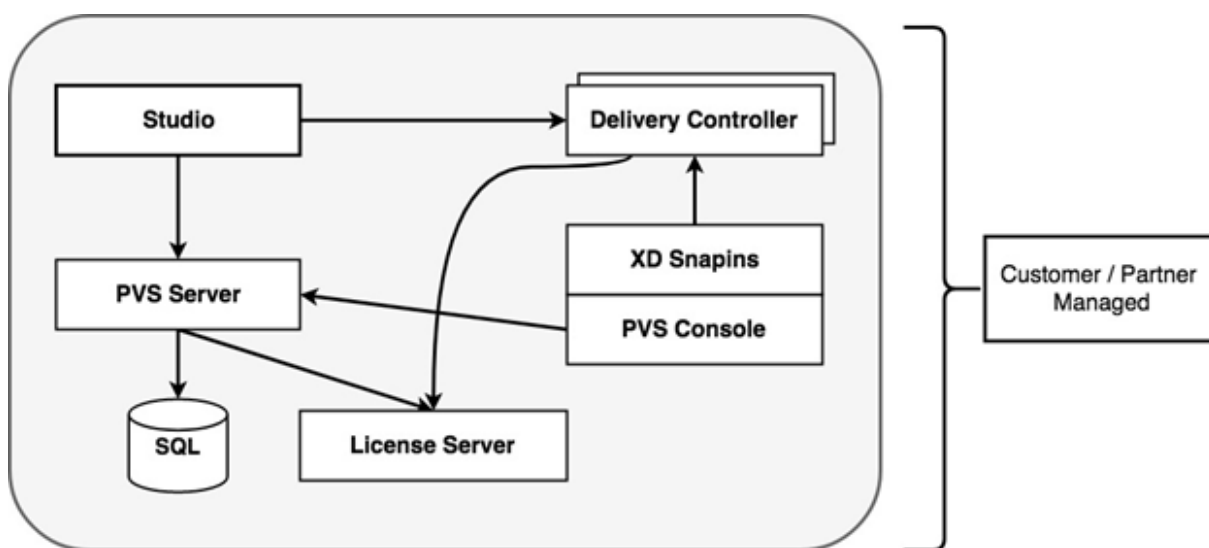 Studio
Delivery Controller
XD Snapins
PVS Server
PVS Console
SQL
License Server
Customer / Partner
Managed